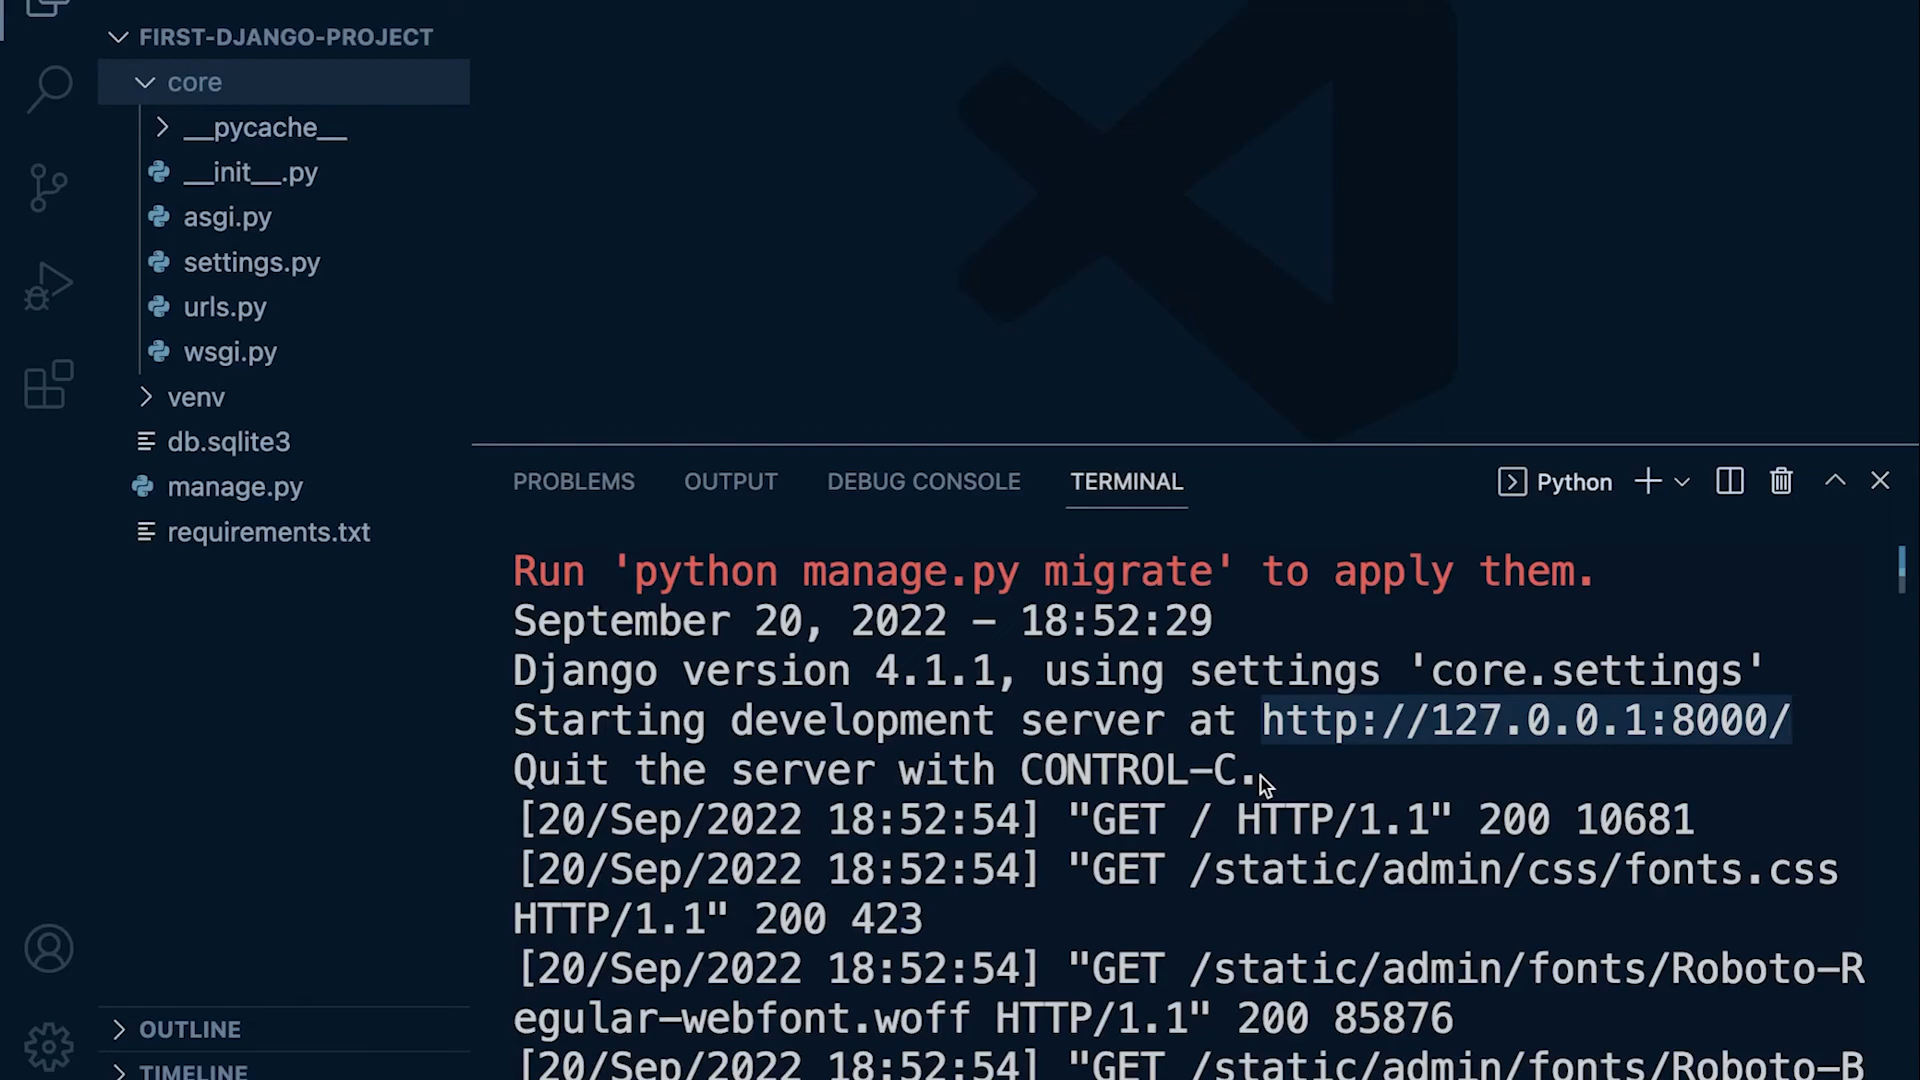 FIRST-DJANGO-PROJECT
core
__pycache__
__init__.py
asgi.py
settings.py
urls.py
wsgi.py
venv
db.sqlite3
manage.py
requirements.txt
OUTLINE
TIMELINE
PROBLEMS OUTPUT DEBUG CONSOLE TERMINAL Python
Run 'python manage.py migrate' to apply them.
September 20, 2022 - 18:52:29
Django version 4.1.1, using settings 'core.settings'
Starting development server at http://127.0.0.1:8000/
Quit the server with CONTROL-C.
[20/Sep/2022 18:52:54] "GET / HTTP/1.1" 200 10681
[20/Sep/2022 18:52:54] "GET /static/admin/css/fonts.css
HTTP/1.1" 200 423
[20/Sep/2022 18:52:54] "GET /static/admin/fonts/Roboto-R
egular-webfont.woff HTTP/1.1" 200 85876
[20/Sep/2022 18:52:54] "GET /static/admin/fonts/Roboto-B